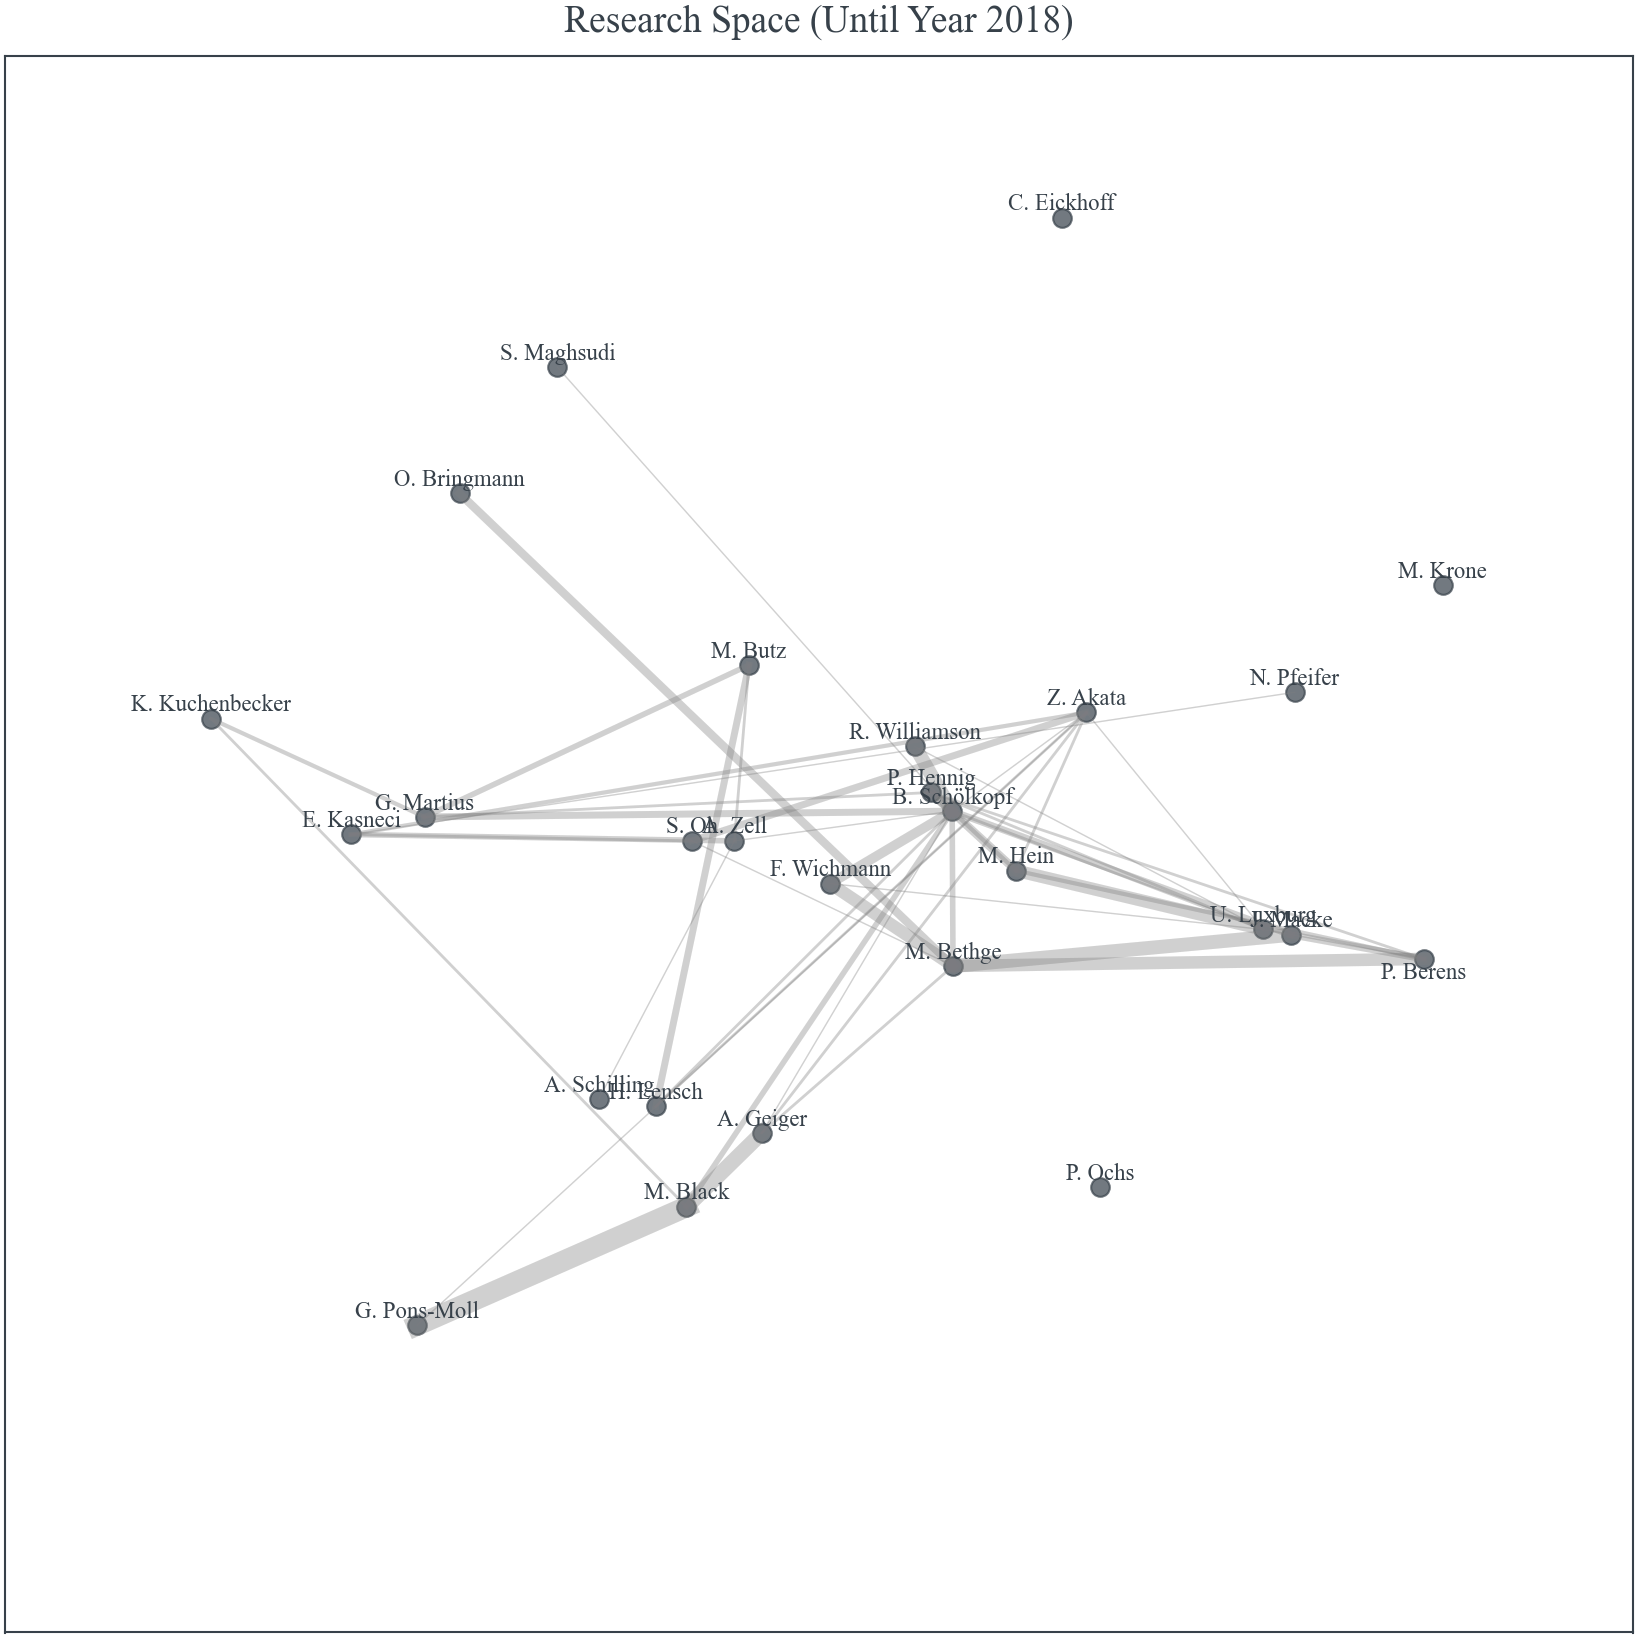 Research Space (Until Year 2018)
C. Eickhoff
S. Maghsudi
O. Bringmann
M. Krone
M. Butz
N. Pfeifer
Z. Akata
K. Kuchenbecker
R. Williamson
P. Hennig
B. Schölkopf
G. Martius
E. Kasneci
S. Oh
A. Zell
M. Hein
F. Wichmann
U. Luxburg
J. Macke
M. Bethge
P. Berens
A. Schilling
H. Lensch
A. Geiger
P. Ochs
M. Black
G. Pons-Moll